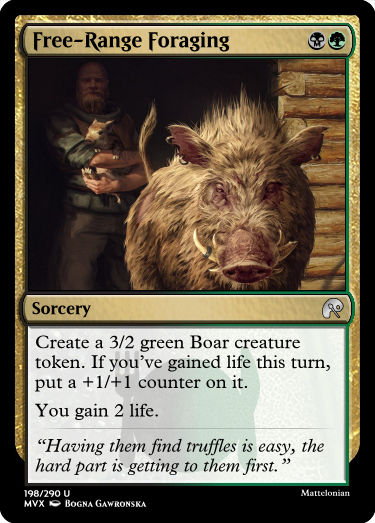 Free-Range Foraging
Sorcery
Create a 3/2 green Boar creature
token. If you've gained life this turn,
put a +1/+1 counter on it.
You gain 2 life.
“Having them find truffles is easy, the
hard part is getting to them first.”
198/290 U
Mattelonian
MVX Bogna Gawronska